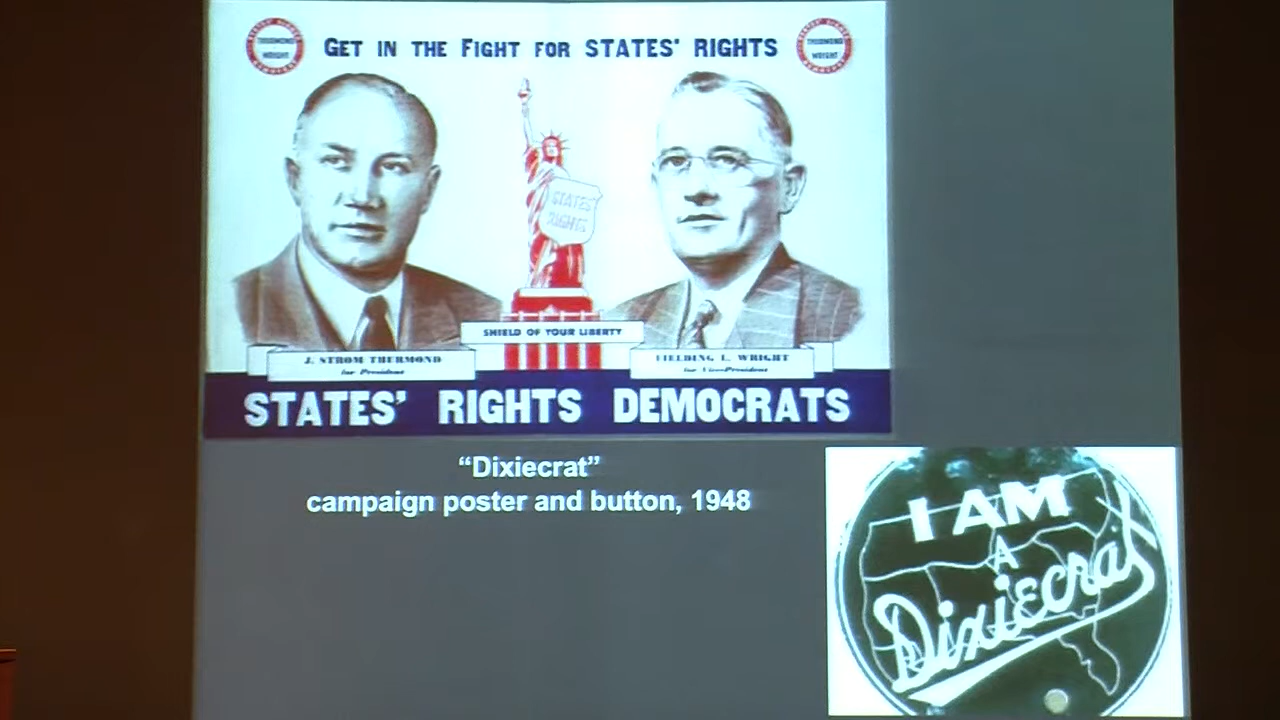 THURMOND
WRIGHT
GET IN THE FIGHT FOR STATES' RIGHTS
THURMOND
WRIGHT
STATES'
RIGHTS
SHIELD OF YOUR LIBERTY
J. STROM THURMOND
for President
FIELDING L. WRIGHT
for Vice-President
STATES' RIGHTS DEMOCRATS
“Dixiecrat”
campaign poster and button, 1948
I AM
A
Dixiecrat